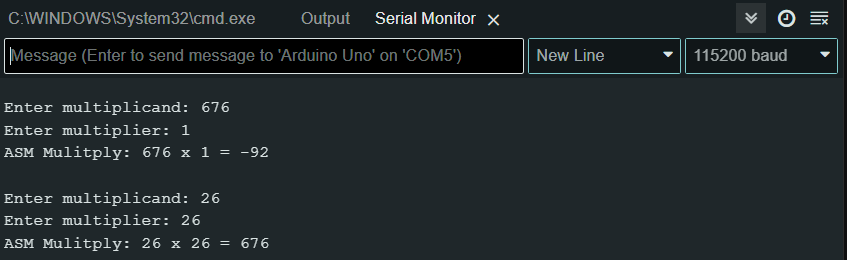 C:\WINDOWS\System32\cmd.exe Output Serial Monitor
Message (Enter to send message to 'Arduino Uno' on 'COM5') New Line 115200 baud
Enter multiplicand: 676
Enter multiplier: 1
ASM Mulitply: 676 x 1 = -92
Enter multiplicand: 26
Enter multiplier: 26
ASM Mulitply: 26 x 26 = 676